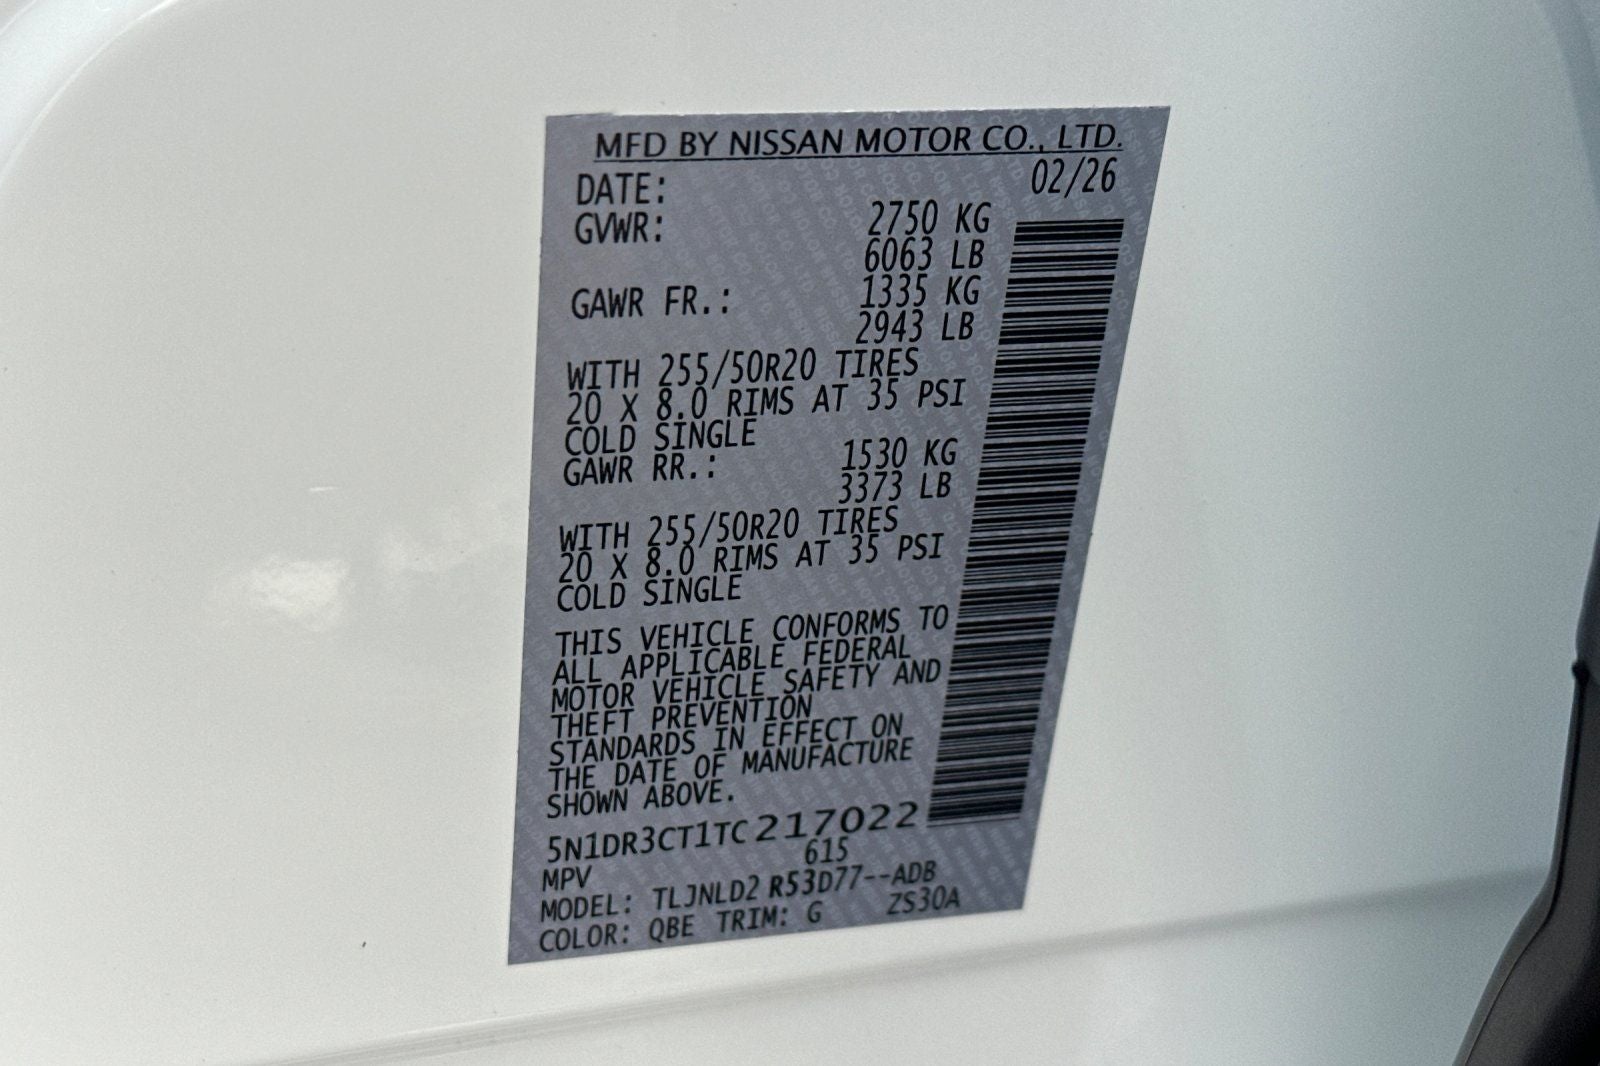 MFD BY NISSAN MOTOR CO., LTD.
DATE: 02/26
GVWR: 2750 KG
6063 LB
GAWR FR.: 1335 KG
2943 LB
WITH 255/50R20 TIRES
20 X 8.0 RIMS AT 35 PSI
COLD SINGLE
GAWR RR.: 1530 KG
3373 LB
WITH 255/50R20 TIRES
20 X 8.0 RIMS AT 35 PSI
COLD SINGLE
THIS VEHICLE CONFORMS TO
ALL APPLICABLE FEDERAL
MOTOR VEHICLE SAFETY AND
THEFT PREVENTION
STANDARDS IN EFFECT ON
THE DATE OF MANUFACTURE
SHOWN ABOVE.
5N1DR3CT1TC217022
MPV 615
MODEL: TLJNLD2 R53D77--ADB
COLOR: QBE TRIM: G ZS30A